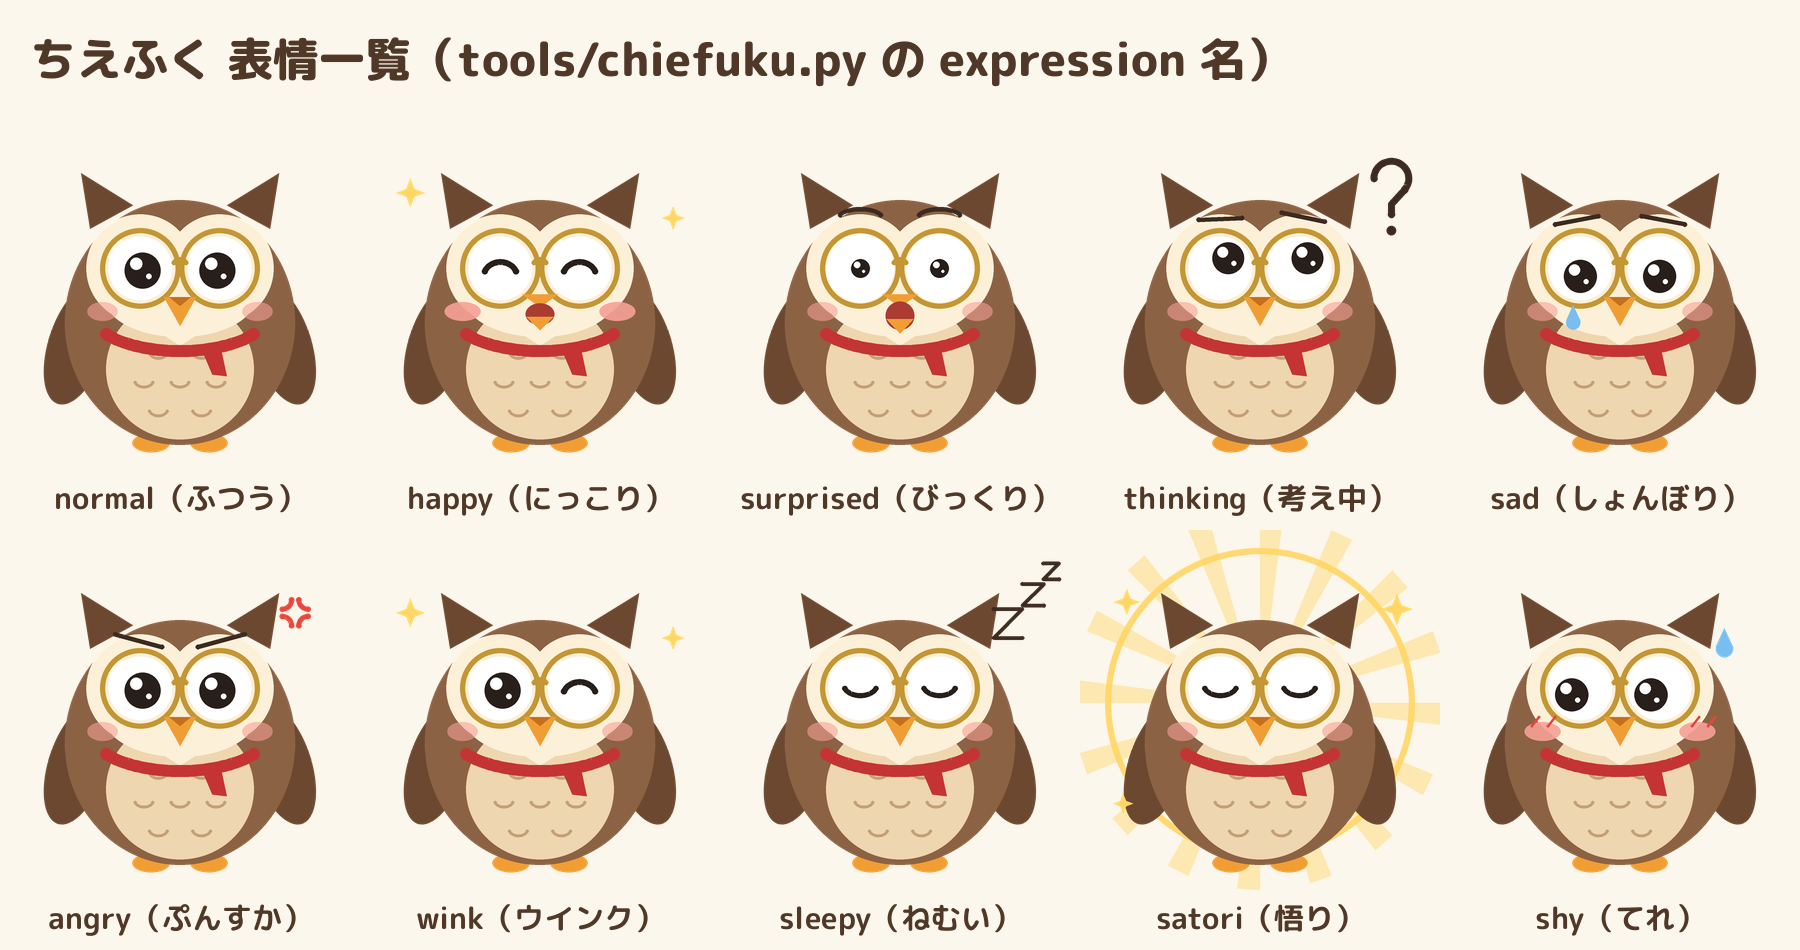 ちえふく 表情一覧（tools/chiefuku.py の expression 名）
?
normal（ふつう）
happy（にっこり）
surprised（びっくり）
thinking（考え中）
sad（しょんぼり）
zzz
angry（ぷんすか）
wink（ウインク）
sleepy（ねむい）
satori（悟り）
shy（てれ）